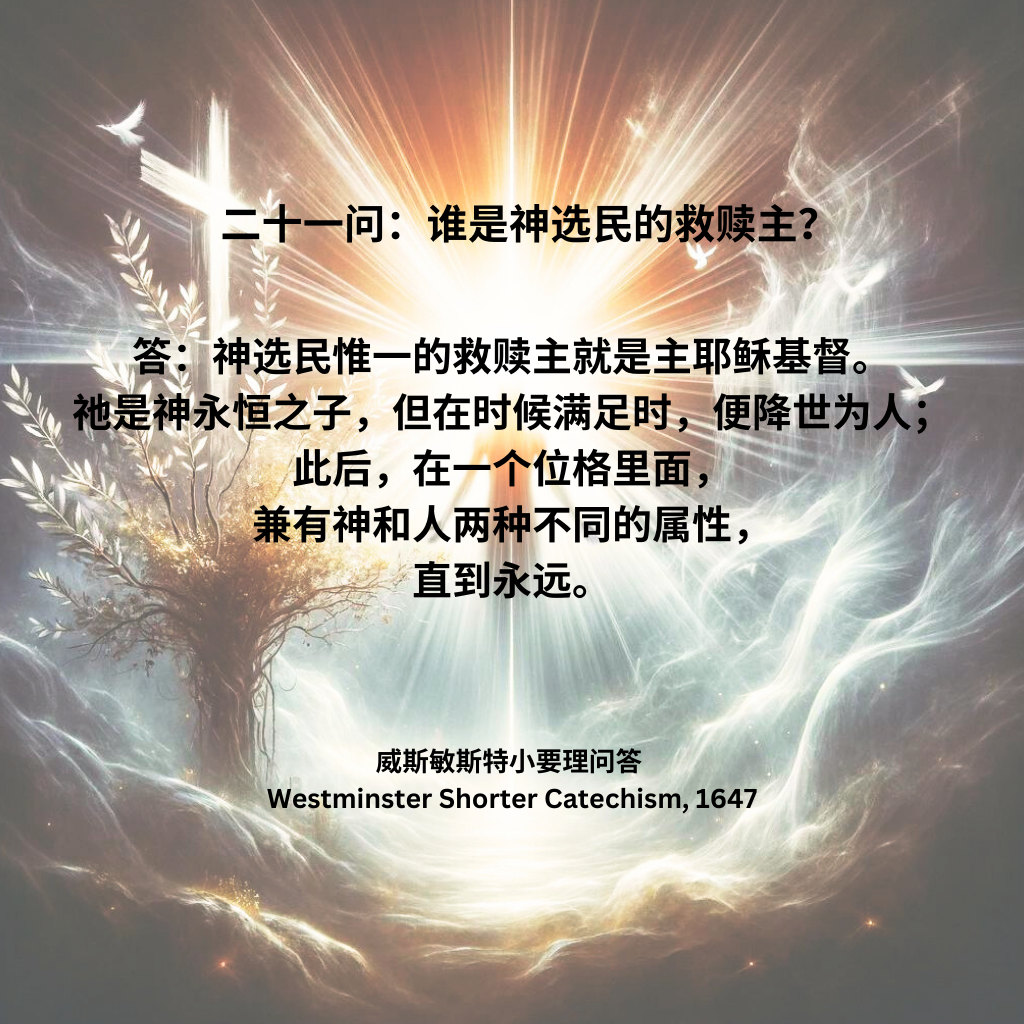 二十一问：谁是神选民的救赎主？
答：神选民惟一的救赎主就是主耶稣基督。
祂是神永恒之子，但在时候满足时，便降世为人；
此后，在一个位格里面，
兼有神和人两种不同的属性，
直到永远。
威斯敏斯特小要理问答
Westminster Shorter Catechism, 1647